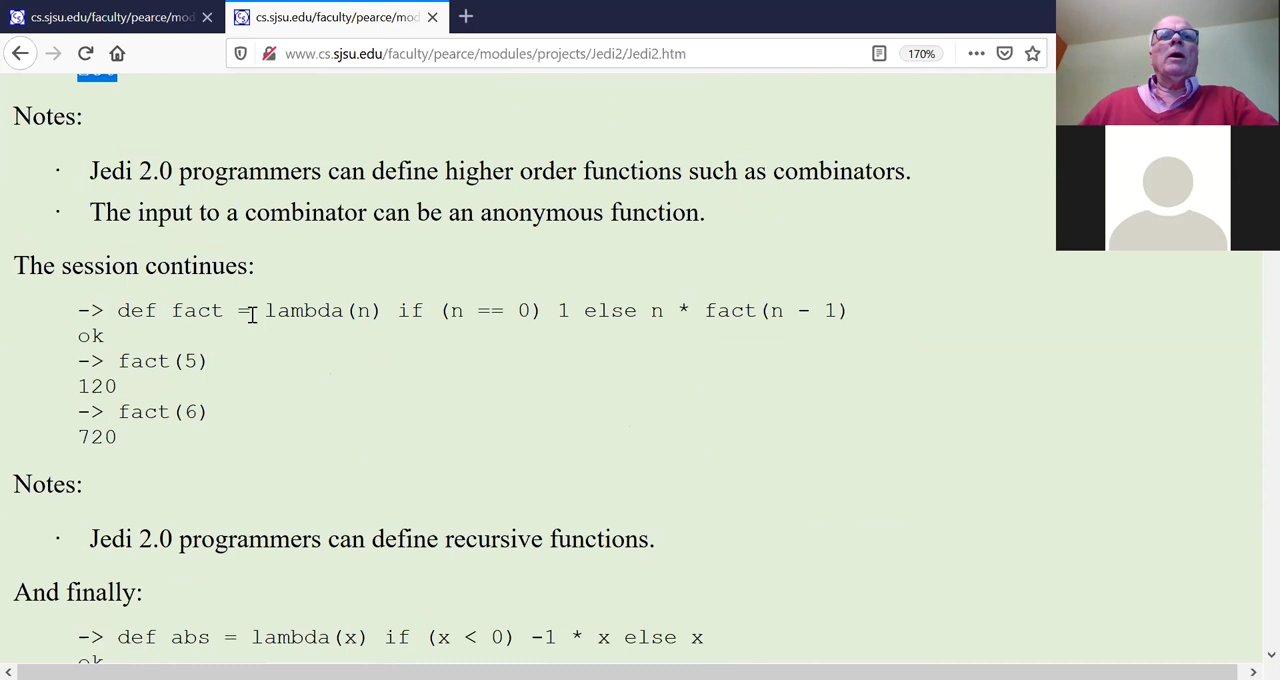 cs.sjsu.edu/faculty/pearce/mod
cs.sjsu.edu/faculty/pearce/mod
www.cs.sjsu.edu/faculty/pearce/modules/projects/Jedi2/Jedi2.htm
170%
Notes:
· Jedi 2.0 programmers can define higher order functions such as combinators.
· The input to a combinator can be an anonymous function.
The session continues:
-> def fact = lambda(n) if (n == 0) 1 else n * fact(n - 1)
ok
-> fact(5)
120
-> fact(6)
720
Notes:
· Jedi 2.0 programmers can define recursive functions.
And finally:
-> def abs = lambda(x) if (x < 0) -1 * x else x
ok